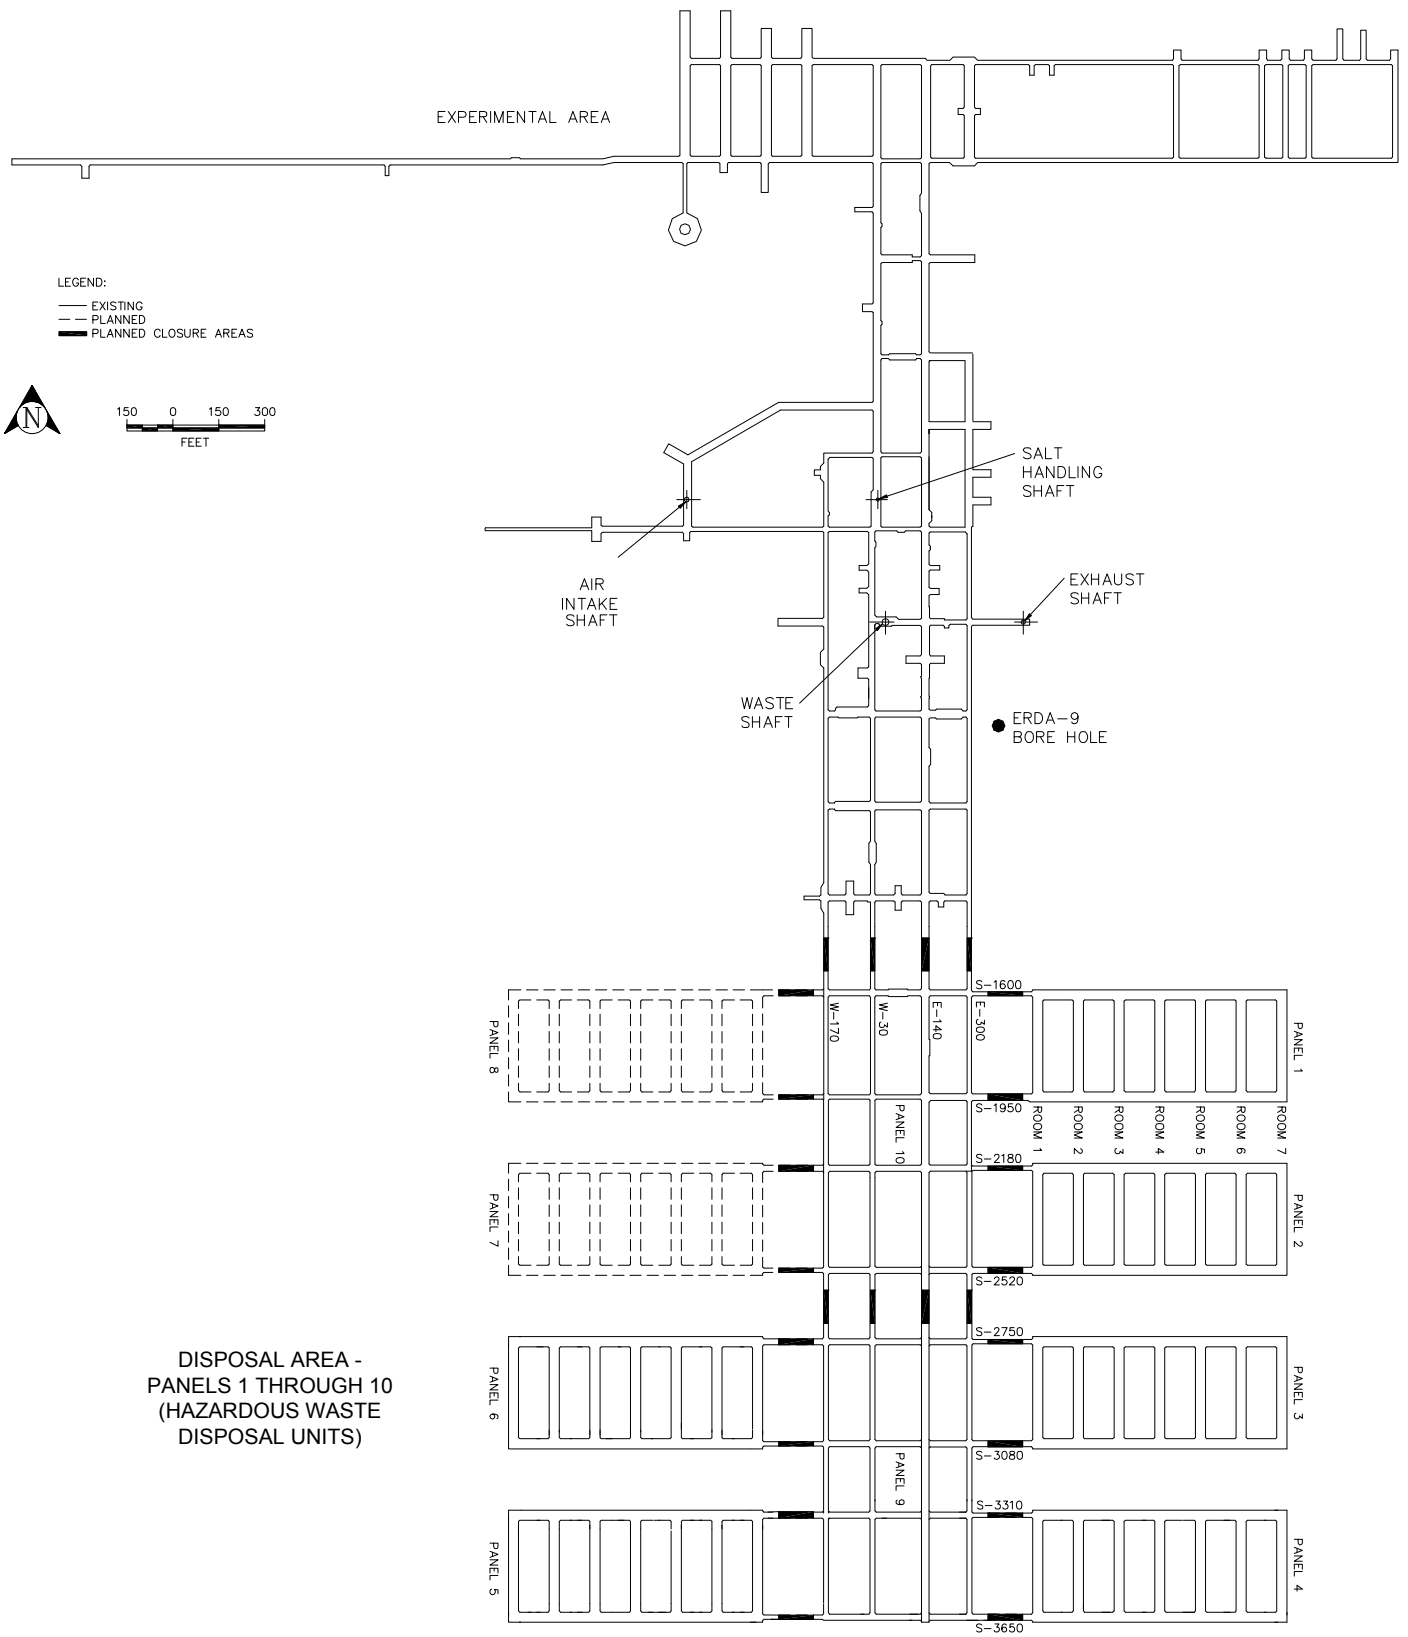 EXPERIMENTAL AREA
LEGEND:
EXISTING
PLANNED
PLANNED CLOSURE AREAS
N
150 0 150 300
FEET
SALT
HANDLING
SHAFT
AIR
INTAKE
SHAFT
EXHAUST
SHAFT
WASTE
SHAFT
ERDA-9
BORE HOLE
S-1600
W-170
W-30
E-140
E-300
PANEL 8
PANEL 1
S-1950
PANEL 10
ROOM 1
ROOM 2
ROOM 3
ROOM 4
ROOM 5
ROOM 6
ROOM 7
S-2180
PANEL 7
PANEL 2
S-2520
S-2750
DISPOSAL AREA -
PANELS 1 THROUGH 10
(HAZARDOUS WASTE
DISPOSAL UNITS)
PANEL 6
PANEL 3
S-3080
PANEL 9
S-3310
PANEL 5
PANEL 4
S-3650